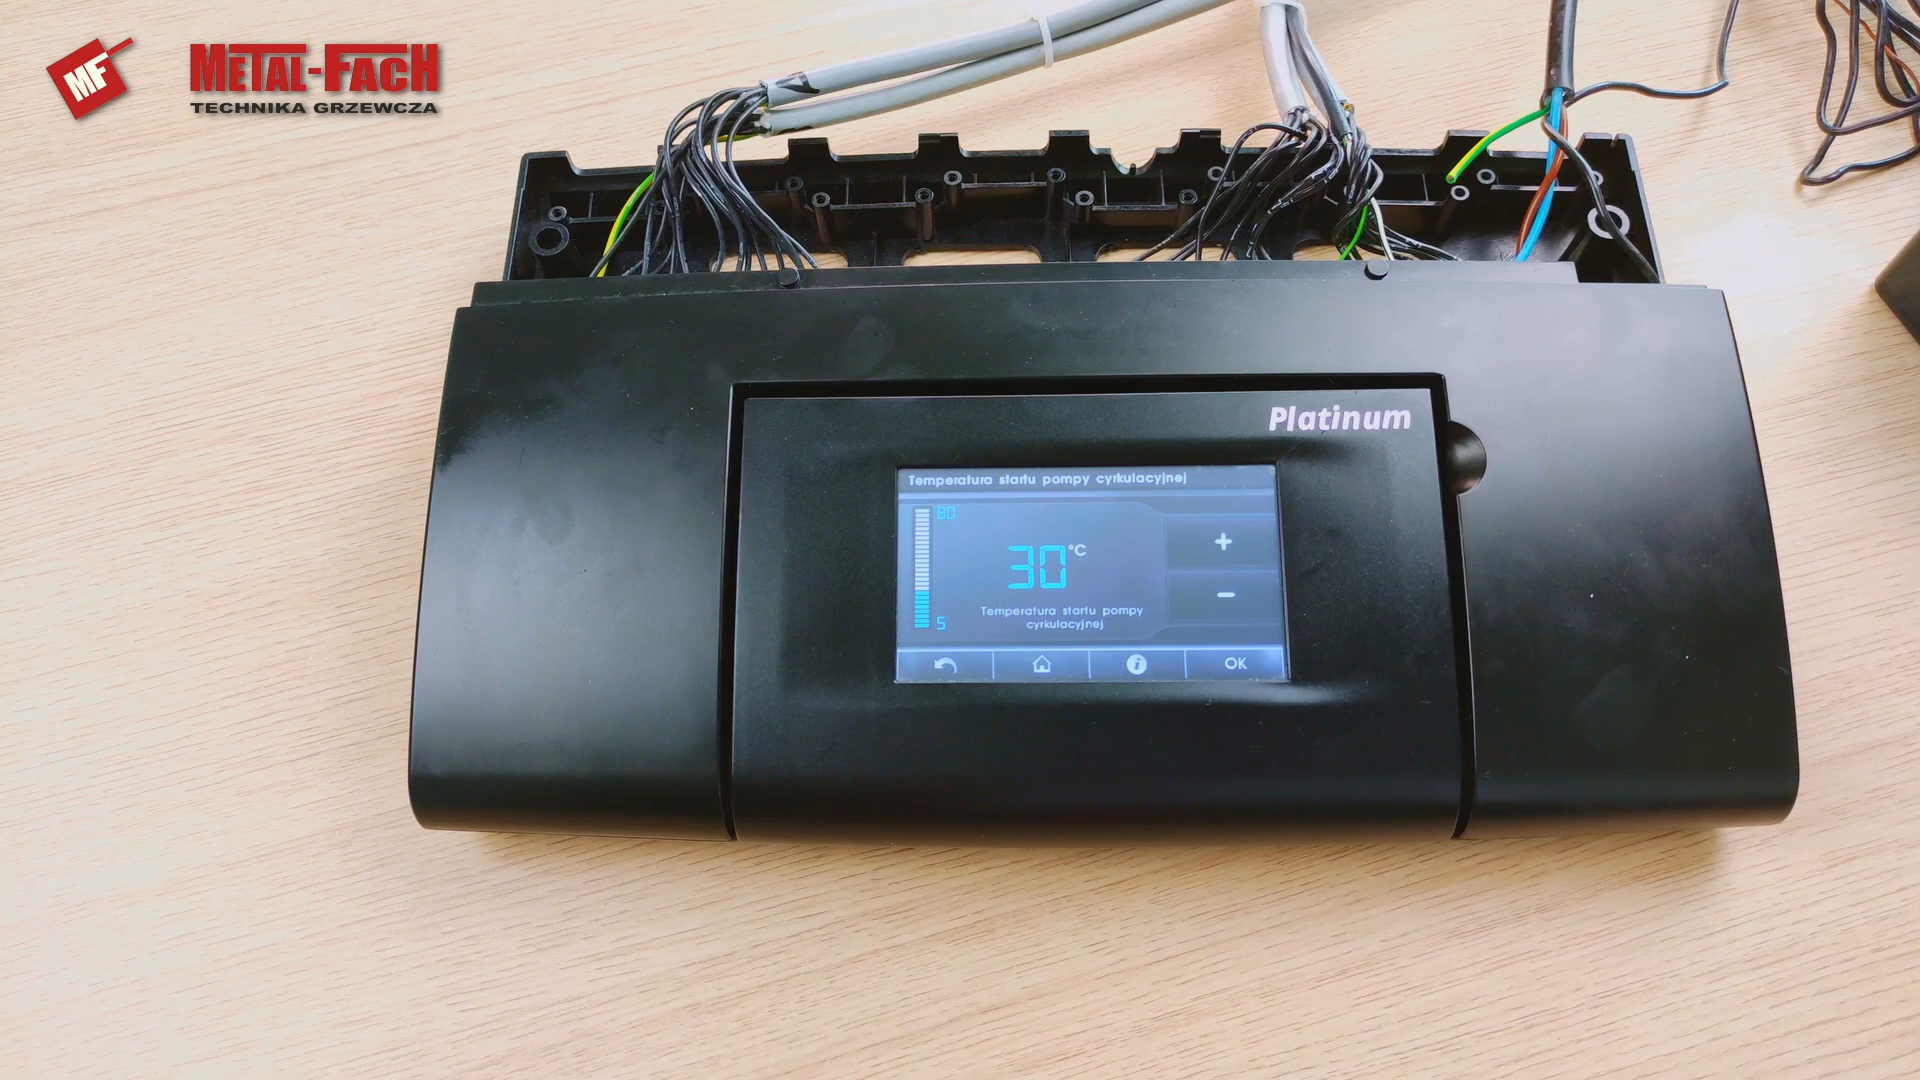 MF
METAL-FACH
TECHNIKA GRZEWCZA
Platinum
Temperatura startu pompy cyrkulacyjnej
80
30°C
+
-
5
Temperatura startu pompy
cyrkulacyjnej
i
OK